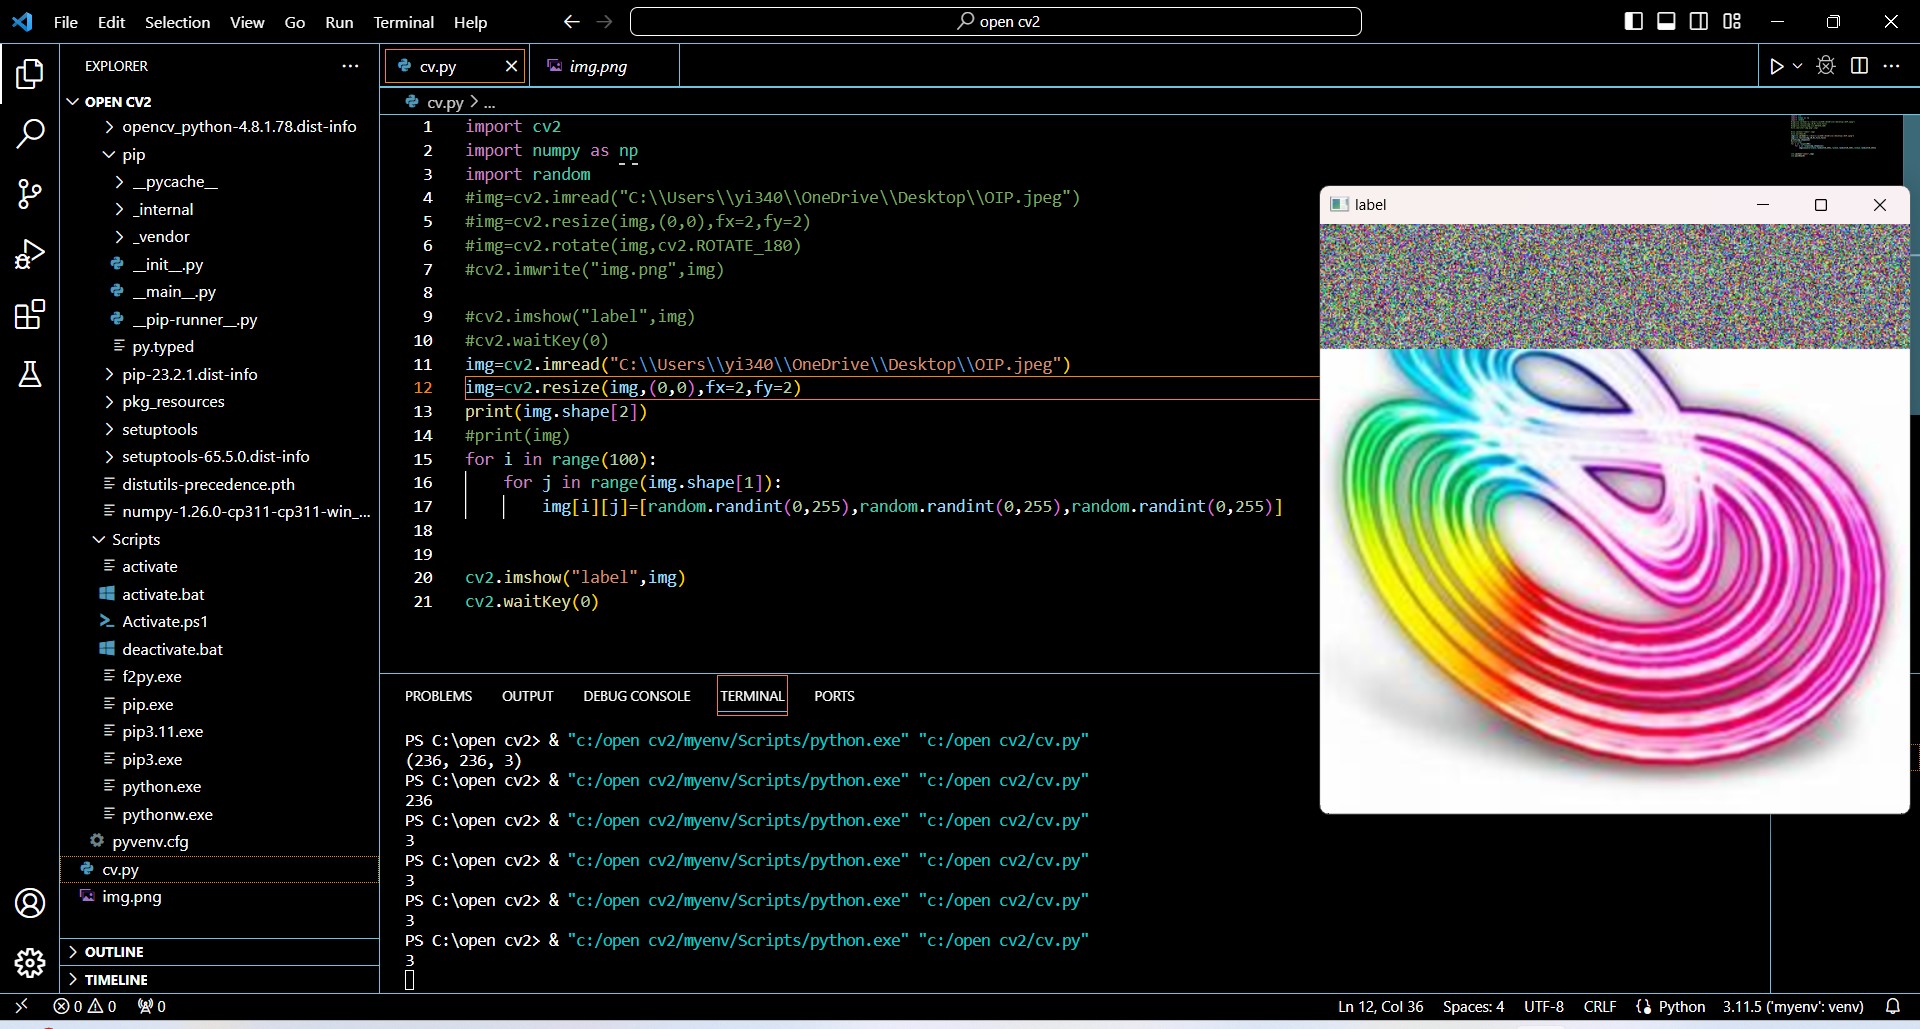 File Edit Selection View Go Run Terminal Help
open cv2
EXPLORER
OPEN CV2
opencv_python-4.8.1.78.dist-info
pip
__pycache__
_internal
_vendor
__init__.py
__main__.py
__pip-runner__.py
py.typed
pip-23.2.1.dist-info
pkg_resources
setuptools
setuptools-65.5.0.dist-info
distutils-precedence.pth
numpy-1.26.0-cp311-cp311-win_...
Scripts
activate
activate.bat
Activate.ps1
deactivate.bat
f2py.exe
pip.exe
pip3.11.exe
pip3.exe
python.exe
pythonw.exe
pyvenv.cfg
cv.py
img.png
OUTLINE
TIMELINE
cv.py
img.png
cv.py > ...
1 import cv2
2 import numpy as np
3 import random
4 #img=cv2.imread("C:\\Users\\yi340\\OneDrive\\Desktop\\OIP.jpeg")
5 #img=cv2.resize(img,(0,0),fx=2,fy=2)
6 #img=cv2.rotate(img,cv2.ROTATE_180)
7 #cv2.imwrite("img.png",img)
8
9 #cv2.imshow("label",img)
10 #cv2.waitKey(0)
11 img=cv2.imread("C:\\Users\\yi340\\OneDrive\\Desktop\\OIP.jpeg")
12 img=cv2.resize(img,(0,0),fx=2,fy=2)
13 print(img.shape[2])
14 #print(img)
15 for i in range(100):
16 for j in range(img.shape[1]):
17 img[i][j]=[random.randint(0,255),random.randint(0,255),random.randint(0,255)]
18
19
20 cv2.imshow("label",img)
21 cv2.waitKey(0)
label
PROBLEMS OUTPUT DEBUG CONSOLE TERMINAL PORTS
PS C:\open cv2> & "c:/open cv2/myenv/Scripts/python.exe" "c:/open cv2/cv.py"
(236, 236, 3)
PS C:\open cv2> & "c:/open cv2/myenv/Scripts/python.exe" "c:/open cv2/cv.py"
236
PS C:\open cv2> & "c:/open cv2/myenv/Scripts/python.exe" "c:/open cv2/cv.py"
3
PS C:\open cv2> & "c:/open cv2/myenv/Scripts/python.exe" "c:/open cv2/cv.py"
3
PS C:\open cv2> & "c:/open cv2/myenv/Scripts/python.exe" "c:/open cv2/cv.py"
3
PS C:\open cv2> & "c:/open cv2/myenv/Scripts/python.exe" "c:/open cv2/cv.py"
3
0 0 0
Ln 12, Col 36 Spaces: 4 UTF-8 CRLF Python 3.11.5 ('myenv': venv)